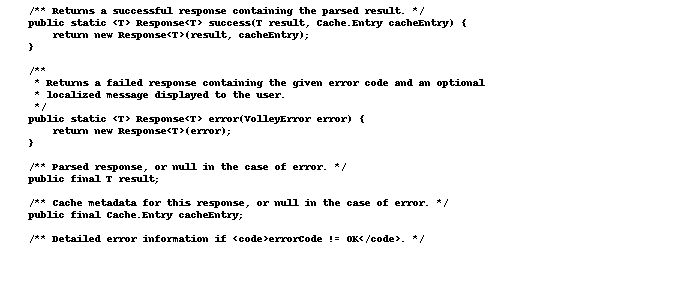 /** Returns a successful response containing the parsed result. */
public static <T> Response<T> success(T result, Cache.Entry cacheEntry) {
return new Response<T>(result, cacheEntry);
}
/**
* Returns a failed response containing the given error code and an optional
* localized message displayed to the user.
*/
public static <T> Response<T> error(VolleyError error) {
return new Response<T>(error);
}
/** Parsed response, or null in the case of error. */
public final T result;
/** Cache metadata for this response, or null in the case of error. */
public final Cache.Entry cacheEntry;
/** Detailed error information if <code>errorCode != OK</code>. */